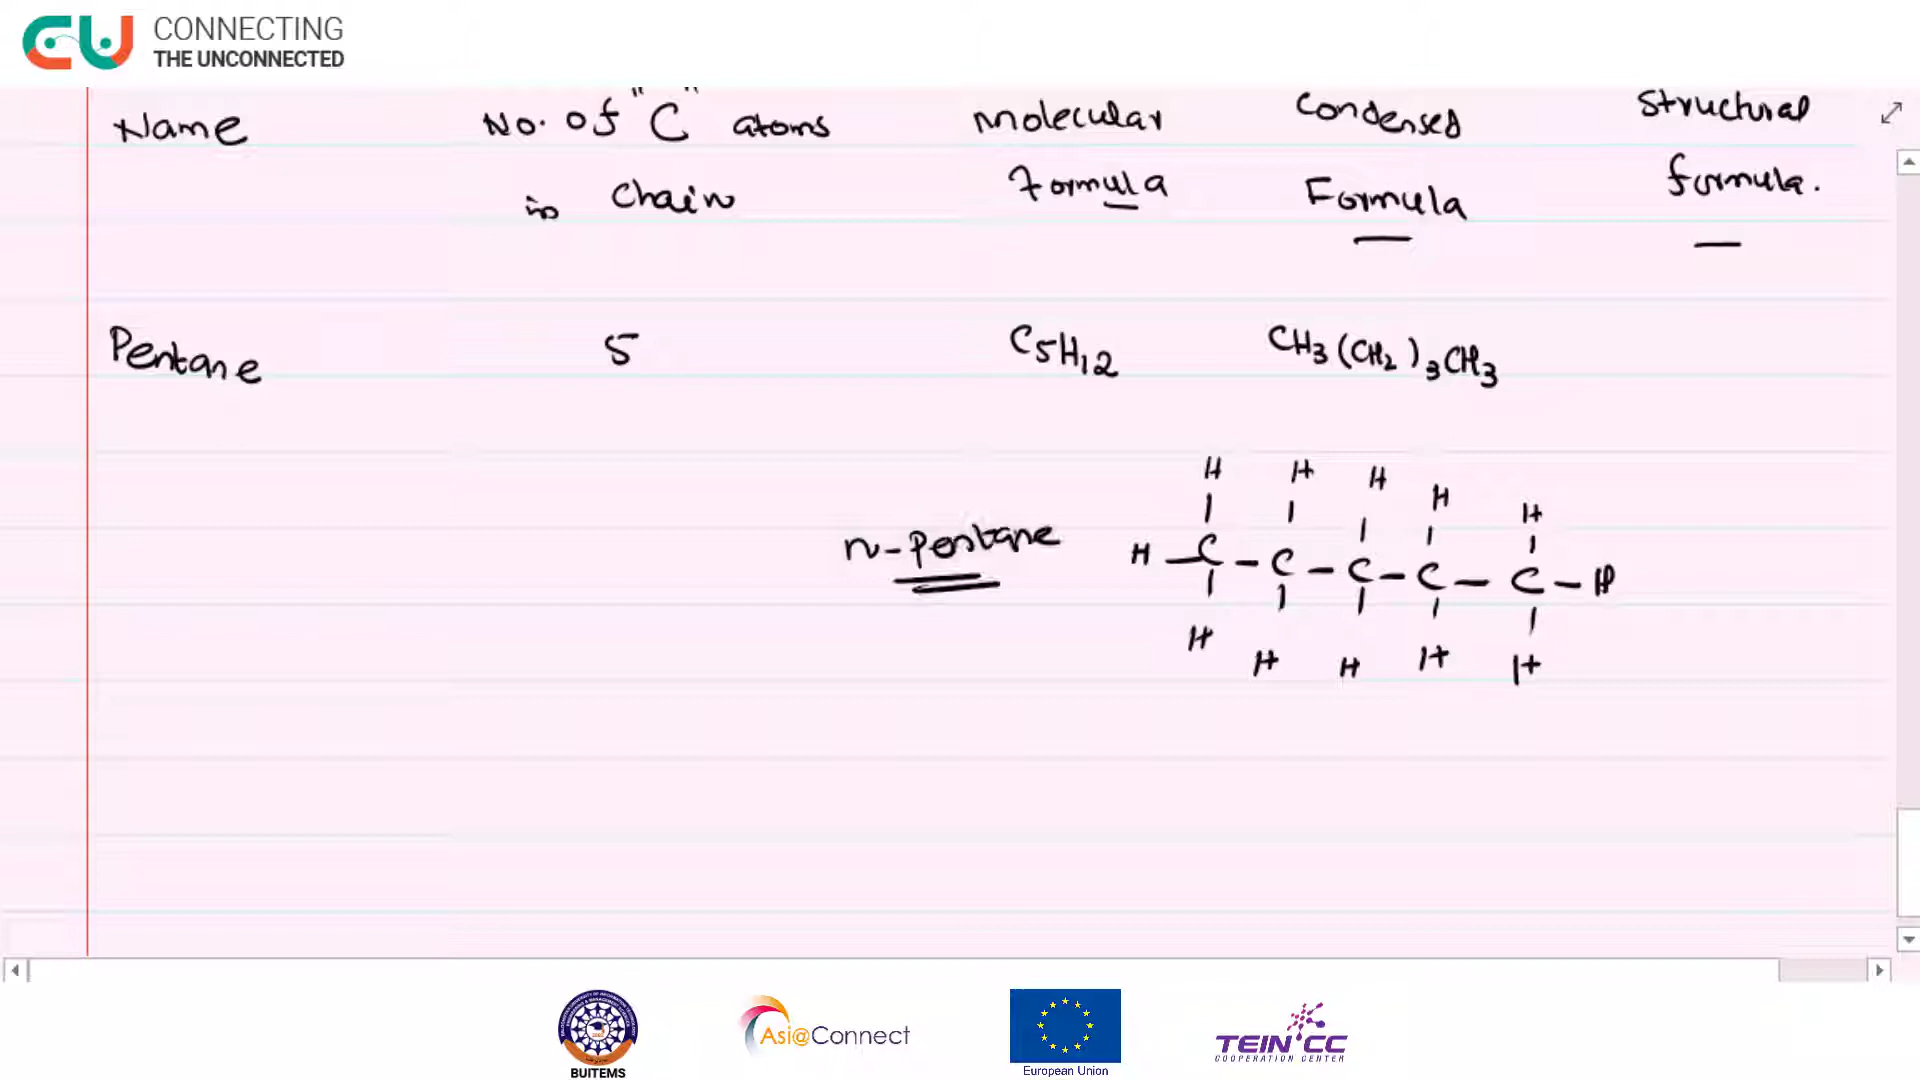 CONNECTING
THE UNCONNECTED
Name No. of "C" atoms Molecular Condensed Structural
in Chain Formula Formula formula.
Pentane 5 C5H12 CH3(CH2)3CH3
H H H H H
n-pentane H - C - C - C - C - C - H
H H H H H
BUITEMS
Asi@Connect
European Union
TEIN*CC
COOPERATION CENTER